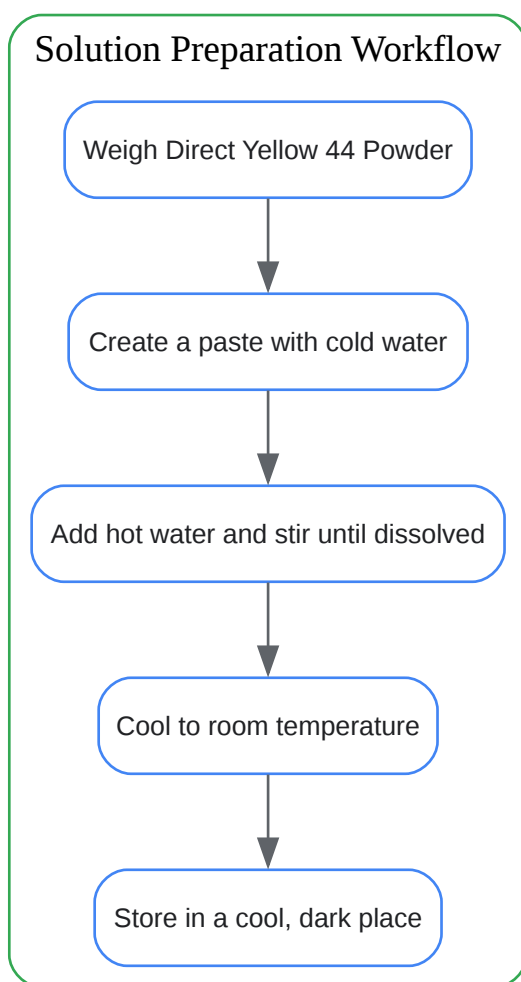 Solution Preparation Workflow
Weigh Direct Yellow 44 Powder
Create a paste with cold water
Add hot water and stir until dissolved
Cool to room temperature
Store in a cool, dark place